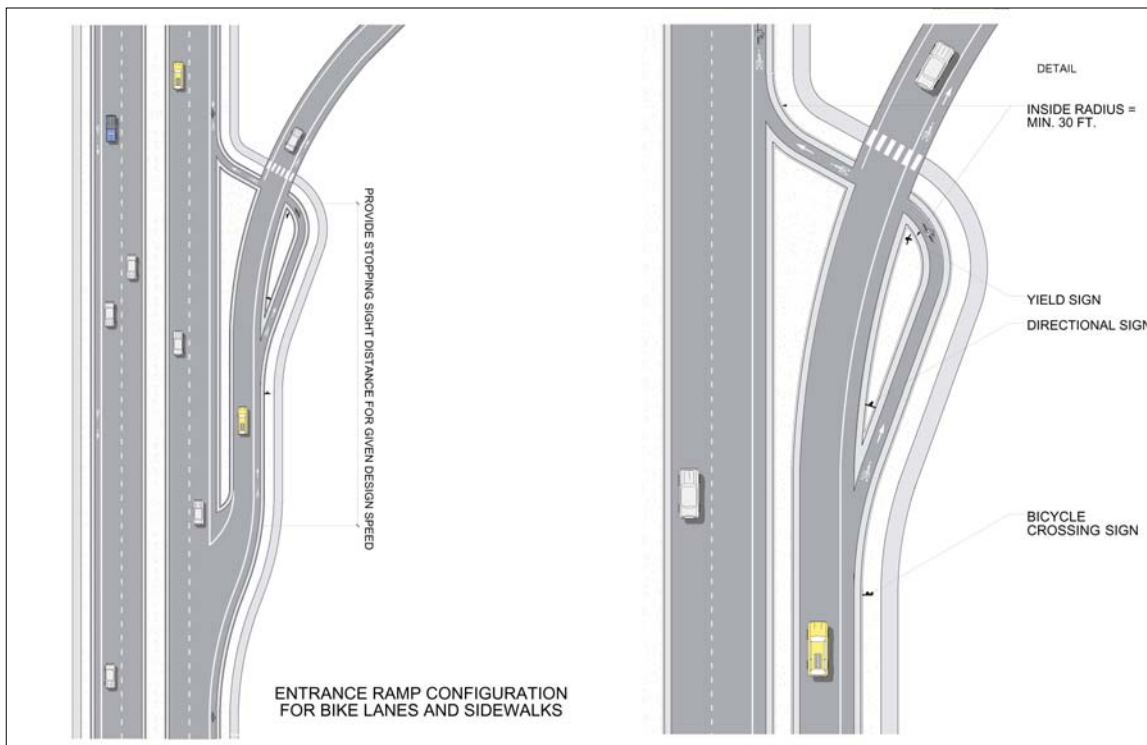 PROVIDE STOPPING SIGHT DISTANCE FOR GIVEN DESIGN SPEED
ENTRANCE RAMP CONFIGURATION
FOR BIKE LANES AND SIDEWALKS
DETAIL
INSIDE RADIUS =
MIN. 30 FT.
YIELD SIGN
DIRECTIONAL SIGN
BICYCLE
CROSSING SIGN